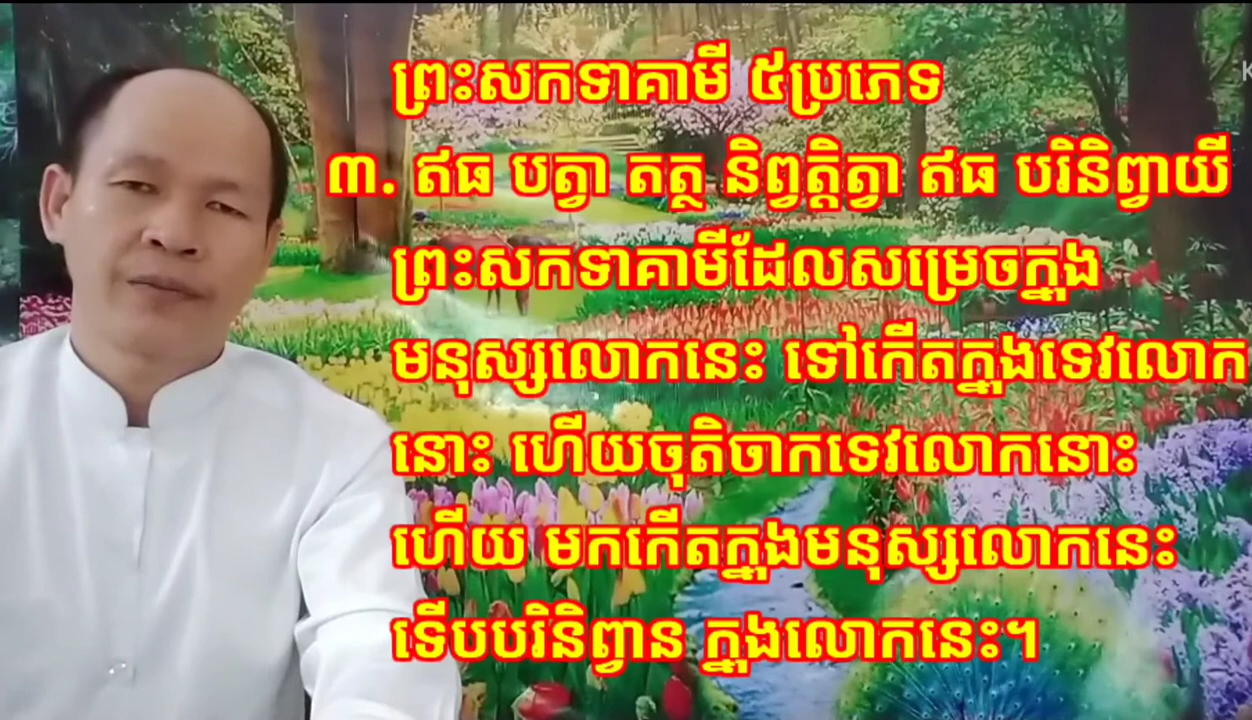 ព្រះសកទាគាមី ៥ប្រភេទ
៣. ឥធ បត្វា តត្ថ និព្វត្តិត្វា ឥធ បរិនិព្វាយី
ព្រះសកទាគាមីដែលសម្រេចក្នុង
មនុស្សលោកនេះ ទៅកើតក្នុងទេវលោក
នោះ ហើយចុតិចាកទេវលោកនោះ
ហើយ មកកើតក្នុងមនុស្សលោកនេះ
ទើបបរិនិព្វាន ក្នុងលោកនេះ។